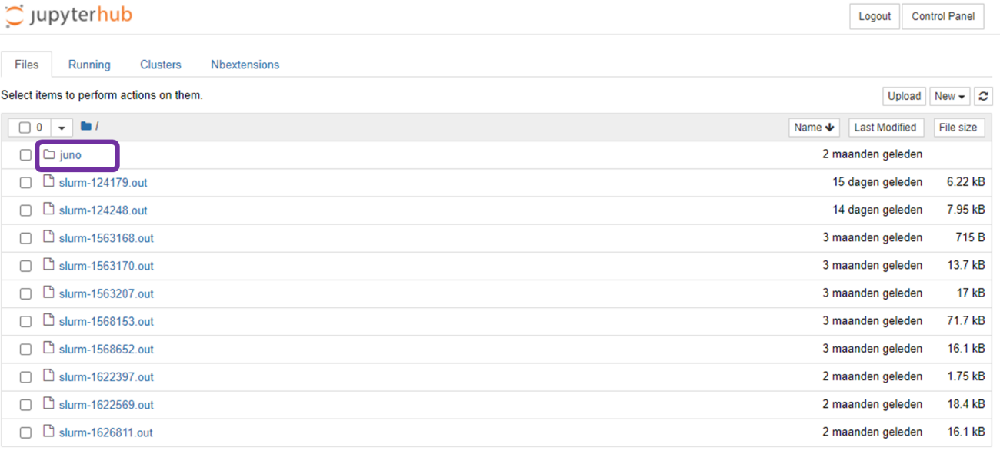 jupyterhub
Logout Control Panel
Files Running Clusters Nbextensions
Select items to perform actions on them.
Upload New
0 / Name Last Modified File size
juno 2 maanden geleden
slurm-124179.out 15 dagen geleden 6.22 kB
slurm-124248.out 14 dagen geleden 7.95 kB
slurm-1563168.out 3 maanden geleden 715 B
slurm-1563170.out 3 maanden geleden 13.7 kB
slurm-1563207.out 3 maanden geleden 17 kB
slurm-1568153.out 3 maanden geleden 71.7 kB
slurm-1568652.out 3 maanden geleden 16.1 kB
slurm-1622397.out 2 maanden geleden 1.75 kB
slurm-1622569.out 2 maanden geleden 18.4 kB
slurm-1626811.out 2 maanden geleden 16.1 kB